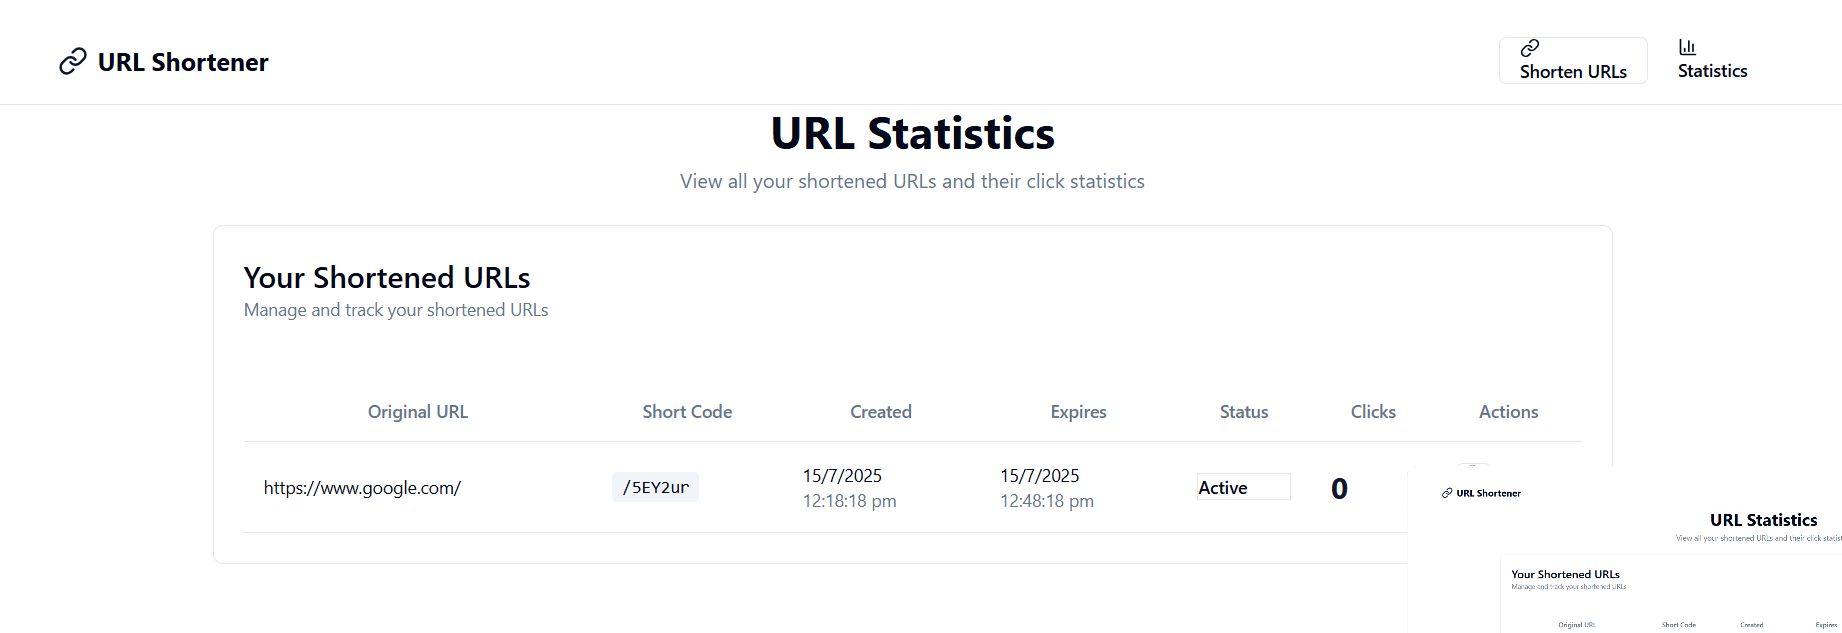 URL Shortener
Shorten URLs
Statistics
URL Statistics
View all your shortened URLs and their click statistics
Your Shortened URLs
Manage and track your shortened URLs
Original URL Short Code Created Expires Status Clicks Actions
https://www.google.com/ /5EY2ur 15/7/2025 12:18:18 pm 15/7/2025 12:48:18 pm Active 0
URL Shortener
URL Statistics
View all your shortened URLs and their click
Your Shortened URLs
Manage and track your shortened URLs
Original URL Short Code Created Expires